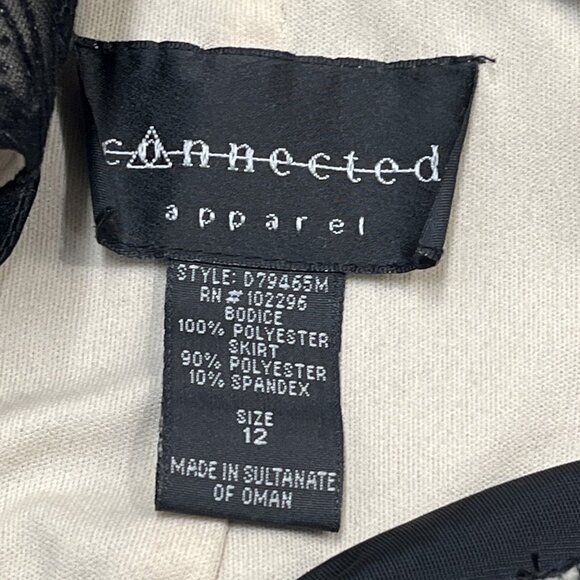 connected
apparel
STYLE: D79465M
RN # 102296
BODICE
100% POLYESTER
SKIRT
90% POLYESTER
10% SPANDEX
SIZE
12
MADE IN SULTANATE
OF OMAN